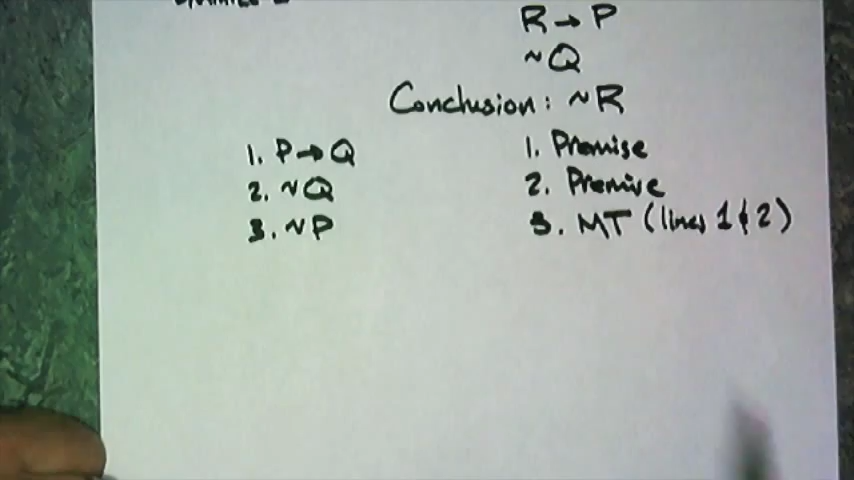 R → P
~Q
Conclusion: ~R
1. P → Q 1. Premise
2. ~Q 2. Premise
3. ~P 3. MT (lines 1 & 2)